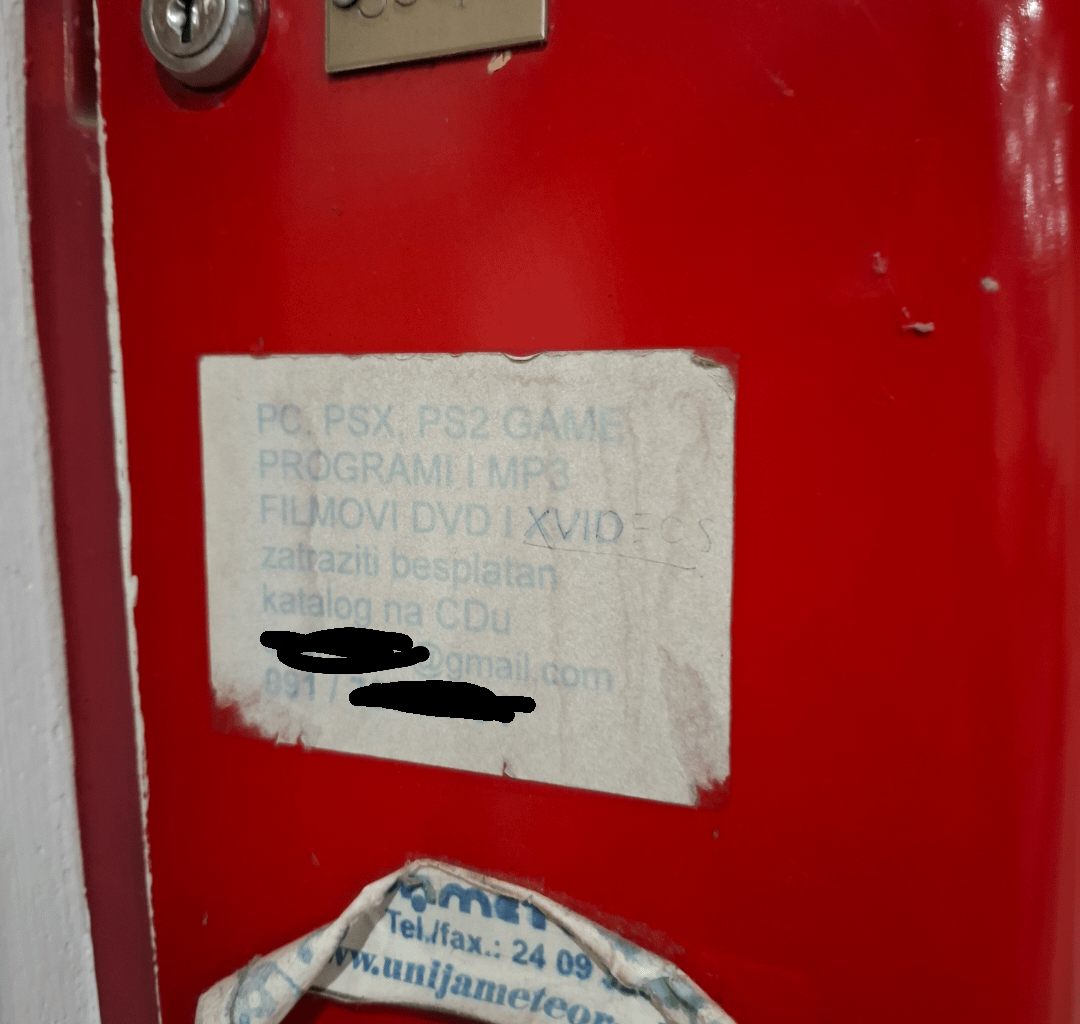 PC, PSX, PS2 GAME
PROGRAMI I MP3
FILMOVI DVD I XVIDEOS
zatraziti besplatan
katalog na CDu
@gmail.com
091 /
Tel./fax.: 24 09
www.unijameteor